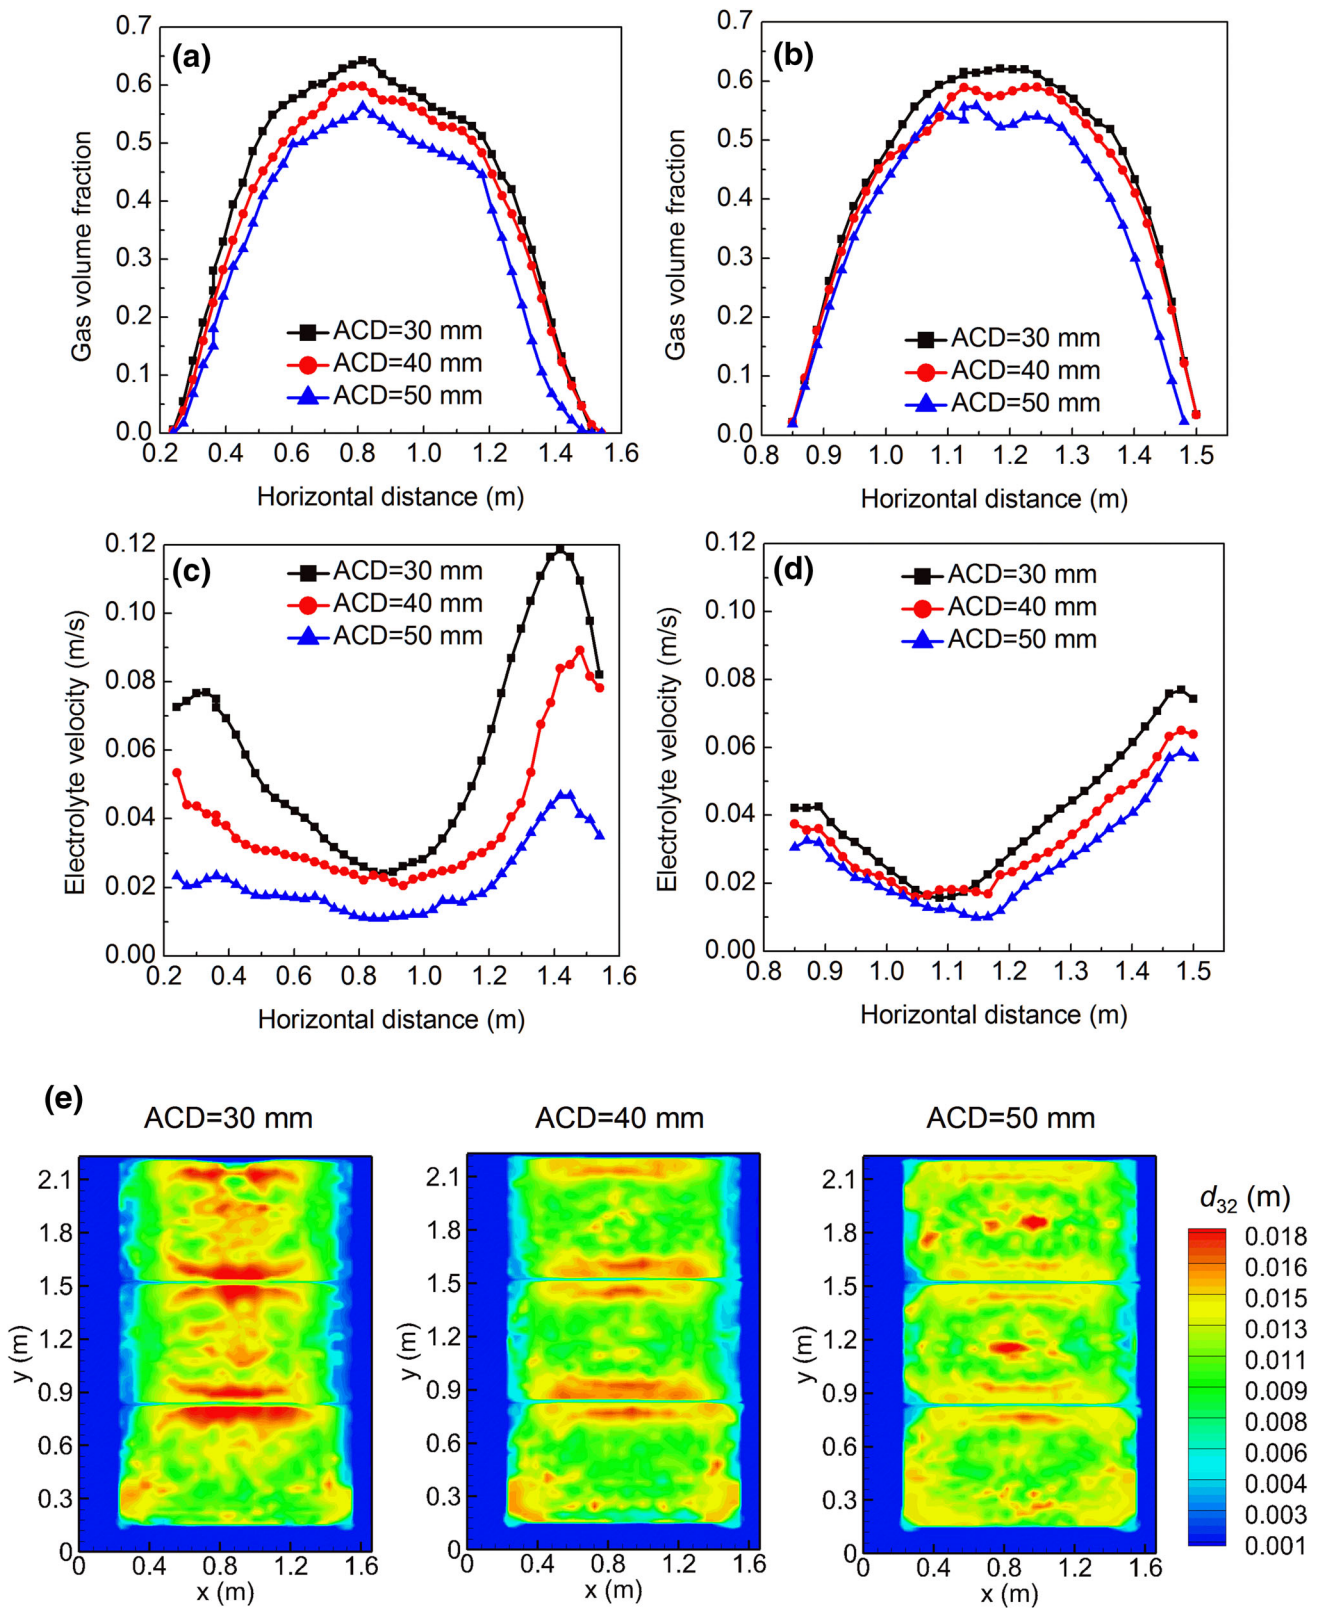 (a)
0.7
0.6
0.5
0.4
0.3
0.2
0.1
0.0
Gas volume fraction
ACD=30 mm
ACD=40 mm
ACD=50 mm
0.2 0.4 0.6 0.8 1.0 1.2 1.4 1.6
Horizontal distance (m)
(b)
0.7
0.6
0.5
0.4
0.3
0.2
0.1
0.0
Gas volume fraction
ACD=30 mm
ACD=40 mm
ACD=50 mm
0.8 0.9 1.0 1.1 1.2 1.3 1.4 1.5
Horizontal distance (m)
(c)
0.12
0.10
0.08
0.06
0.04
0.02
0.00
Electrolyte velocity (m/s)
ACD=30 mm
ACD=40 mm
ACD=50 mm
0.2 0.4 0.6 0.8 1.0 1.2 1.4 1.6
Horizontal distance (m)
(d)
0.12
0.10
0.08
0.06
0.04
0.02
0.00
Electrolyte velocity (m/s)
ACD=30 mm
ACD=40 mm
ACD=50 mm
0.8 0.9 1.0 1.1 1.2 1.3 1.4 1.5
Horizontal distance (m)
(e)
ACD=30 mm
2.1
1.8
1.5
1.2
0.9
0.6
0.3
0
y (m)
0 0.4 0.8 1.2 1.6
x (m)
ACD=40 mm
2.1
1.8
1.5
1.2
0.9
0.6
0.3
0
y (m)
0 0.4 0.8 1.2 1.6
x (m)
ACD=50 mm
2.1
1.8
1.5
1.2
0.9
0.6
0.3
0
y (m)
0 0.4 0.8 1.2 1.6
x (m)
d32 (m)
0.018
0.016
0.015
0.013
0.012
0.011
0.010
0.009
0.008
0.006
0.004
0.003
0.001